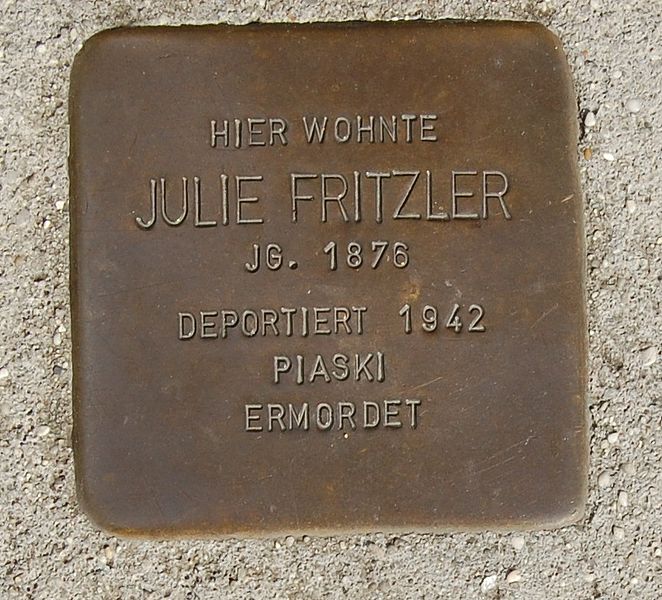 HIER WOHNTE
JULIE FRITZLER
JG. 1876
DEPORTIERT 1942
PIASKI
ERMORDET